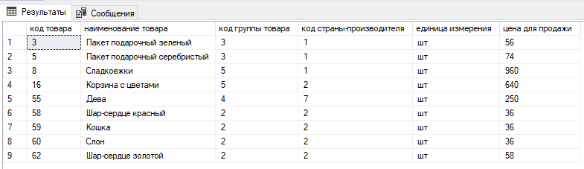 Результаты Сообщения
код товара наименование товара код группы товара код страны-производителя единица измерения цена для продажи
1 3 Пакет подарочный зеленый 3 1 шт 56
2 5 Пакет подарочный серебристый 3 1 шт 74
3 8 Сладкоежки 5 1 шт 960
4 16 Корзина с цветами 5 2 шт 640
5 55 Дева 4 7 шт 250
6 58 Шар-сердце красный 2 2 шт 36
7 59 Кошка 2 2 шт 36
8 60 Слон 2 2 шт 36
9 62 Шар-сердце золотой 2 2 шт 58